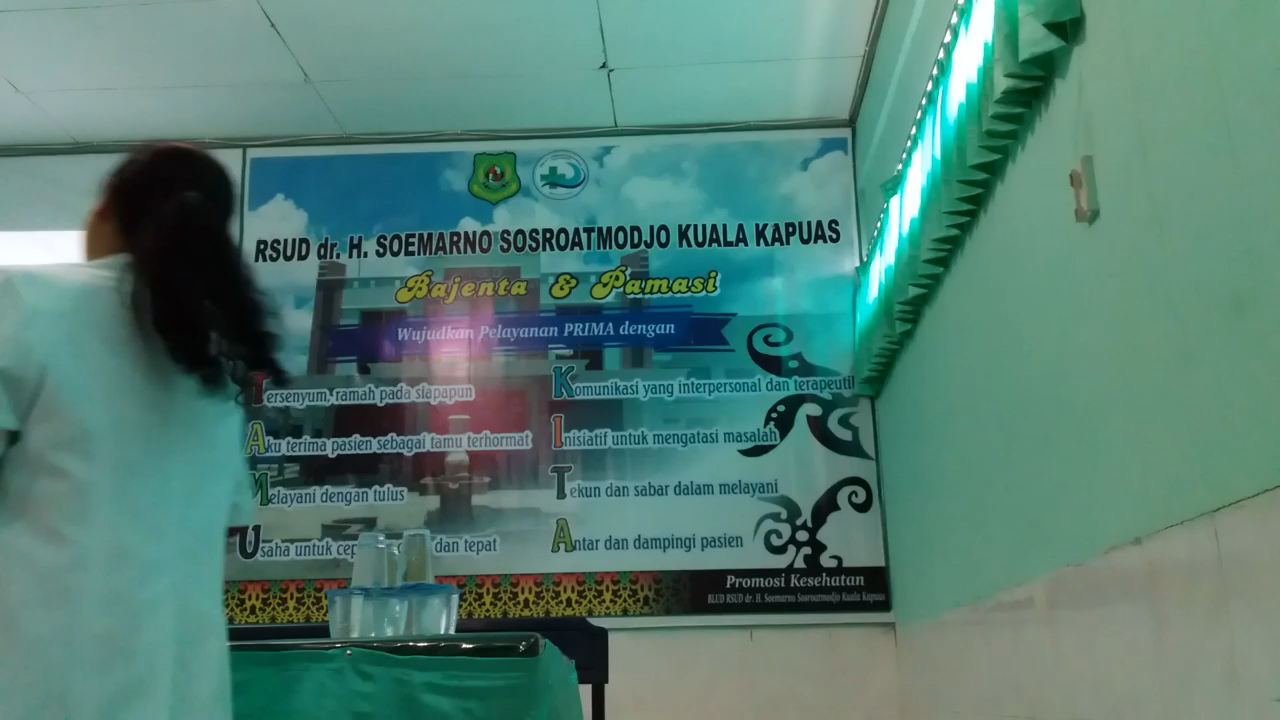 RSUD dr. H. SOEMARNO SOSROATMODJO KUALA KAPUAS
Bajenta & Pamasi
Wujudkan Pelayanan PRIMA dengan
Tersenyum, ramah pada siapapun
Aku terima pasien sebagai tamu terhormat
Melayani dengan tulus
Usaha untuk dan tepat
Komunikasi yang interpersonal dan terapeutik
Inisiatif untuk mengatasi masalah
Tekun dan sabar dalam melayani
Antar dan dampingi pasien
Promosi Kesehatan
BLUD RSUD dr. H. Soemarno Sosroatmodjo Kuala Kapuas